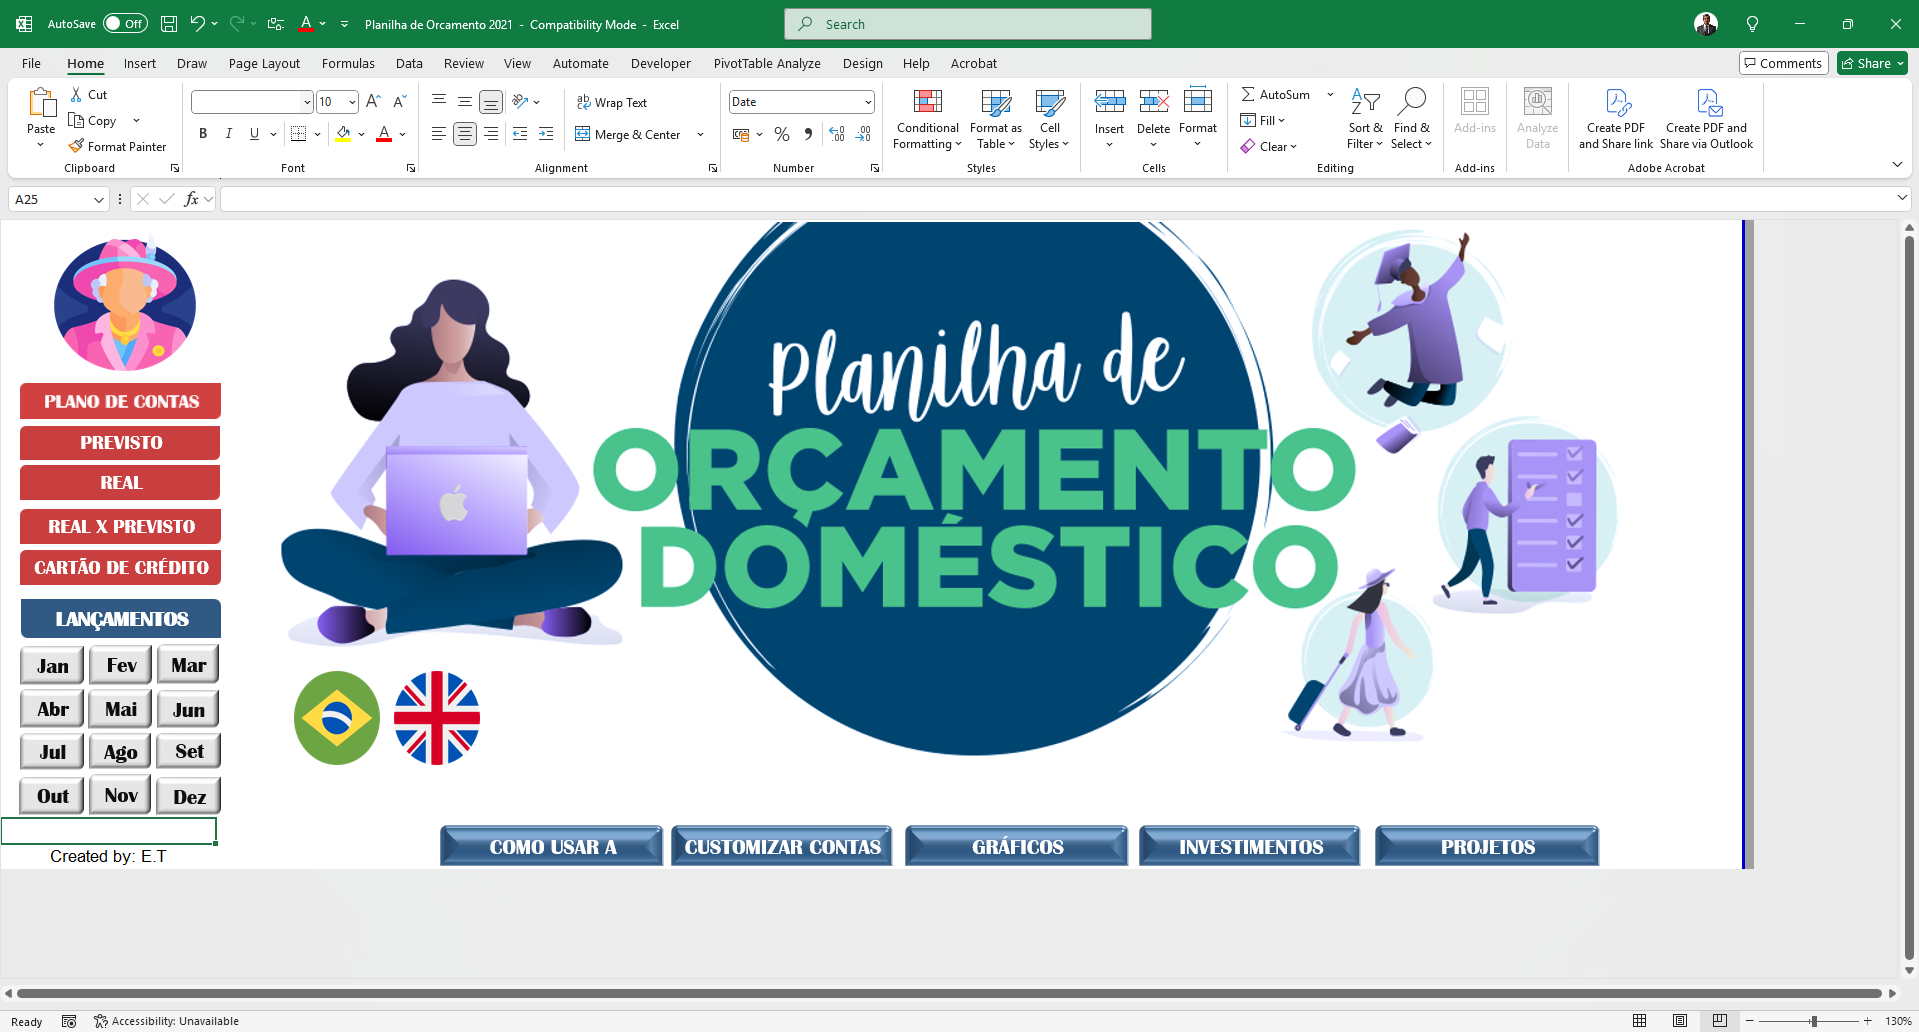 AutoSave Off Planilha de Orcamento 2021 - Compatibility Mode - Excel Search
File Home Insert Draw Page Layout Formulas Data Review View Automate Developer PivotTable Analyze Design Help Acrobat Comments Share
Paste
Cut
Copy
Format Painter
Clipboard
10
B I U
A
Font
Wrap Text
Merge & Center
Alignment
Date
%
Number
Conditional
Formatting
Format as
Table
Cell
Styles
Styles
Insert
Delete
Format
Cells
AutoSum
Fill
Clear
Sort &
Filter
Find &
Select
Editing
Add-ins
Add-ins
Analyze
Data
Create PDF
and Share link
Create PDF and
Share via Outlook
Adobe Acrobat
A25 fx
Planilha de
ORÇAMENTO
DOMÉSTICO
PLANO DE CONTAS
PREVISTO
REAL
REAL X PREVISTO
CARTÃO DE CRÉDITO
LANÇAMENTOS
Jan Fev Mar
Abr Mai Jun
Jul Ago Set
Out Nov Dez
Created by: E.T
COMO USAR A CUSTOMIZAR CONTAS GRÁFICOS INVESTIMENTOS PROJETOS
Ready Accessibility: Unavailable 130%